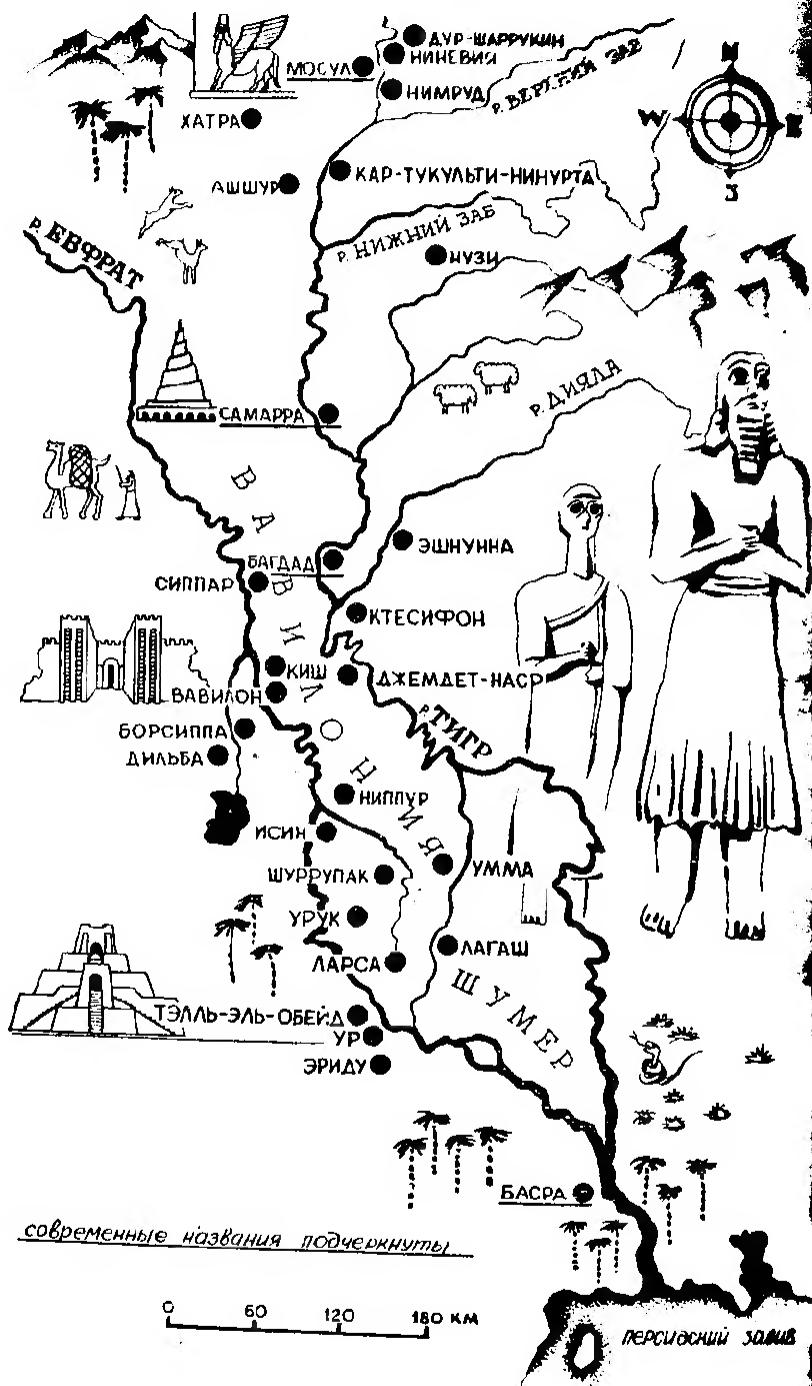 ДУР-ШАРРУКИН
НИНЕВИЯ
МОСУЛ
НИМРУД
р. ВЕРХНИЙ ЗАБ
N
W
E
ХАТРА
КАР-ТУКУЛЬТИ-НИНУРТА
АШШУР
р. НИЖНИЙ ЗАБ
р. ЕВФРАТ
НУЗИ
р. ДИЯЛА
САМАРРА
ВАВИЛОНИЯ
ЭШНУННА
БАГДАД
СИППАР
КТЕСИФОН
КИШ
ДЖЕМДЕТ-НАСР
ВАВИЛОН
р. ТИГР
БОРСИППА
ДИЛЬБА
НИППУР
ИСИН
ШУРРУПАК
УММА
УРУК
ЛАРСА
ЛАГАШ
ШУМЕР
ТЭЛЛЬ-ЭЛЬ-ОБЕЙД
УР
ЭРИДУ
БАСРА
современные названия подчеркнуты
0 60 120 180 КМ
ПЕРСИДСКИЙ ЗАЛИВ